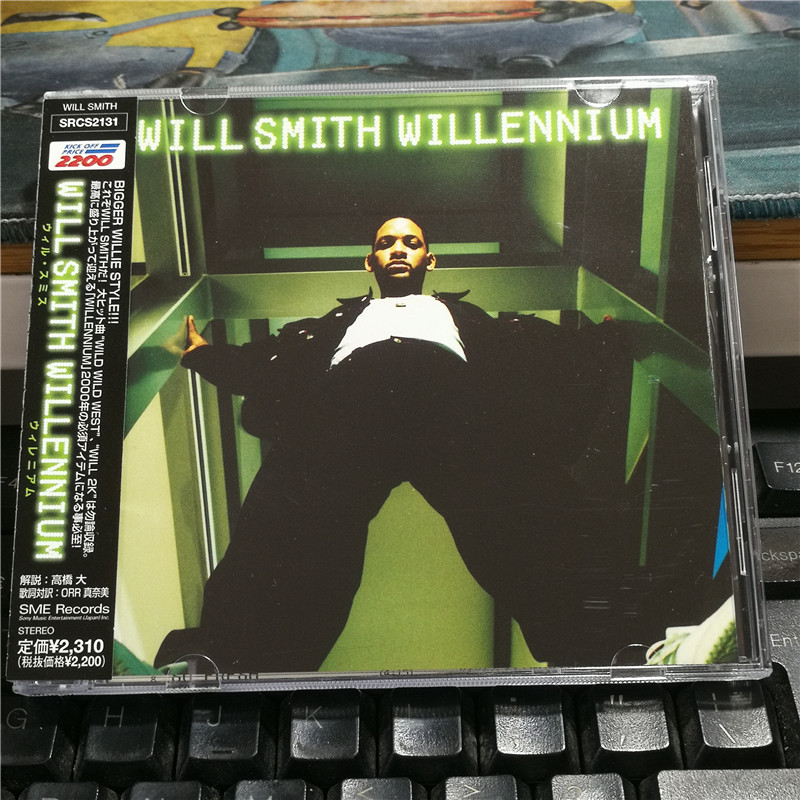 WILL SMITH
SRCS2131
KICK OFF
PRICE
2200
WILL SMITH WILLENNIUM
ウィル・スミス
ウィレニアム
BIGGER WILLIE STYLE!!!
これぞWILL SMITHだ! 大ヒット曲 "WILD WILD WEST"、"WILL 2K" は勿論収録。
最高に盛り上がって迎える「WILLENNIUM」2000年の必須アイテムになる事必至!
解説:高橋 大
歌詞対訳:ORR 真奈美
SME Records
Sony Music Entertainment (Japan) Inc.
STEREO
定価¥2,310
(税抜価格¥2,200)
WILL SMITH WILLENNIUM
F12
G
H
J
K
L